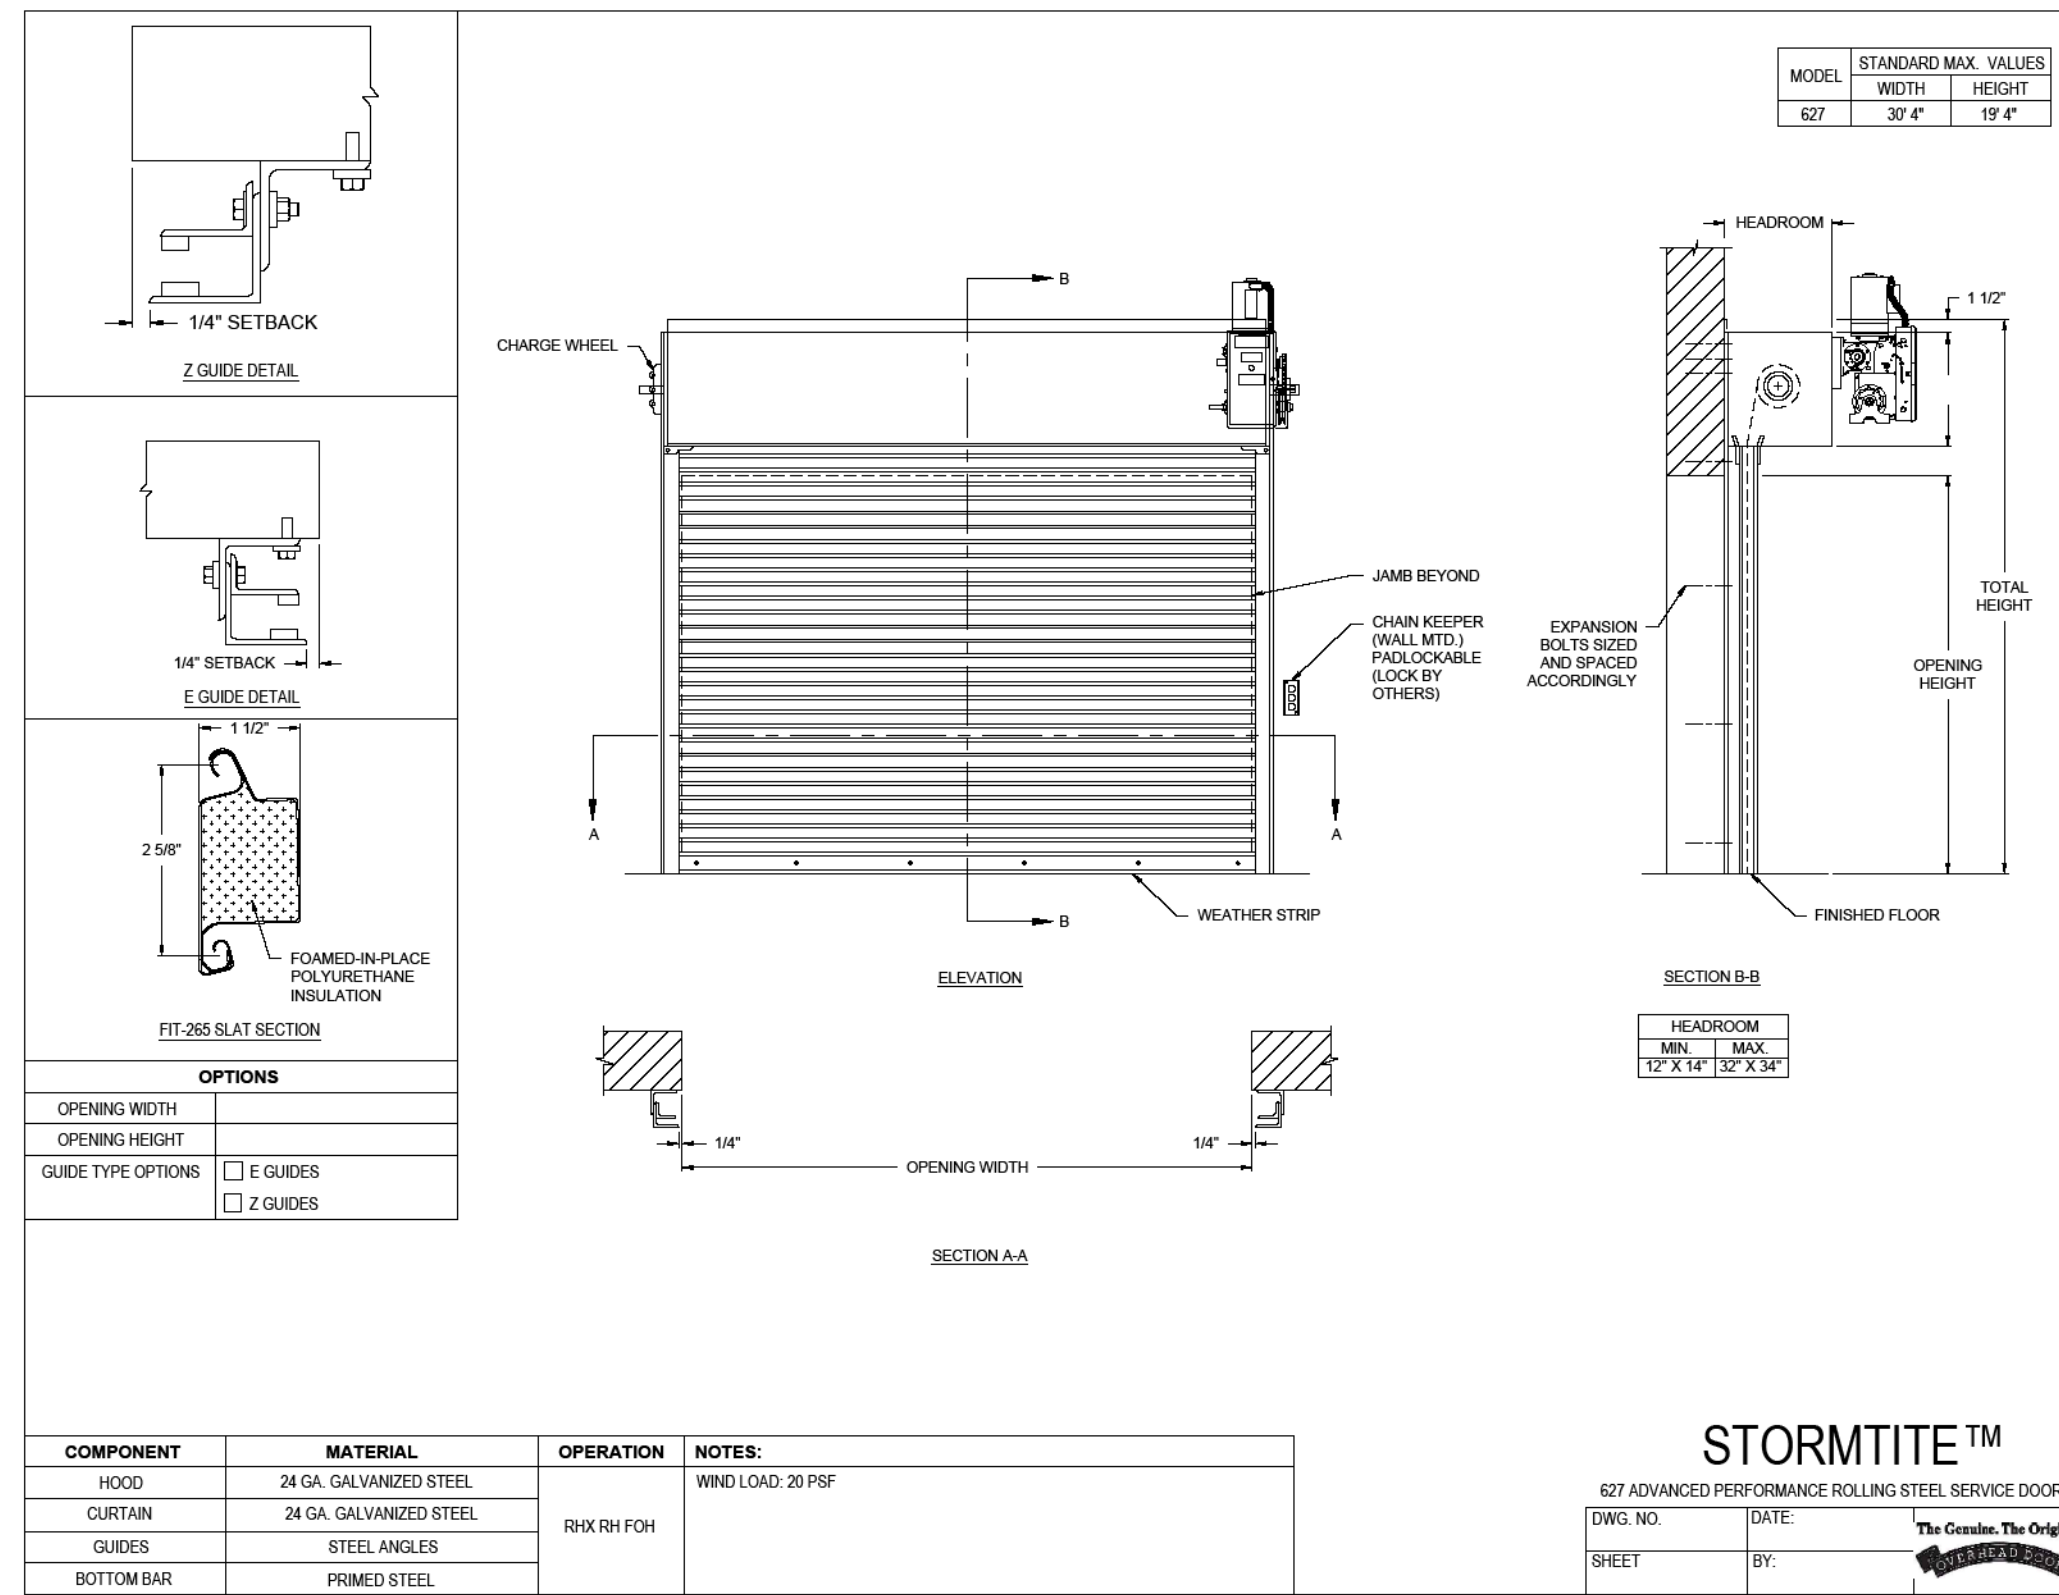 1/4" SETBACK
Z GUIDE DETAIL
1/4" SETBACK
E GUIDE DETAIL
1 1/2"
2 5/8"
FOAMED-IN-PLACE
POLYURETHANE
INSULATION
FIT-265 SLAT SECTION
OPTIONS
OPENING WIDTH
OPENING HEIGHT
GUIDE TYPE OPTIONS
E GUIDES
Z GUIDES
B
CHARGE WHEEL
JAMB BEYOND
CHAIN KEEPER
(WALL MTD.)
PADLOCKABLE
(LOCK BY
OTHERS)
A
A
B
WEATHER STRIP
ELEVATION
1/4"
1/4"
OPENING WIDTH
SECTION A-A
MODEL
STANDARD MAX. VALUES
WIDTH HEIGHT
627 30' 4" 19' 4"
HEADROOM
1 1/2"
EXPANSION
BOLTS SIZED
AND SPACED
ACCORDINGLY
TOTAL
HEIGHT
OPENING
HEIGHT
FINISHED FLOOR
SECTION B-B
HEADROOM
MIN. MAX.
12" X 14" 32" X 34"
COMPONENT MATERIAL OPERATION NOTES:
HOOD 24 GA. GALVANIZED STEEL
CURTAIN 24 GA. GALVANIZED STEEL
GUIDES STEEL ANGLES
BOTTOM BAR PRIMED STEEL
RHX RH FOH
WIND LOAD: 20 PSF
STORMTITE™
627 ADVANCED PERFORMANCE ROLLING STEEL SERVICE DOOR
DWG. NO. DATE:
SHEET BY:
The Genuine. The
OVERHEAD